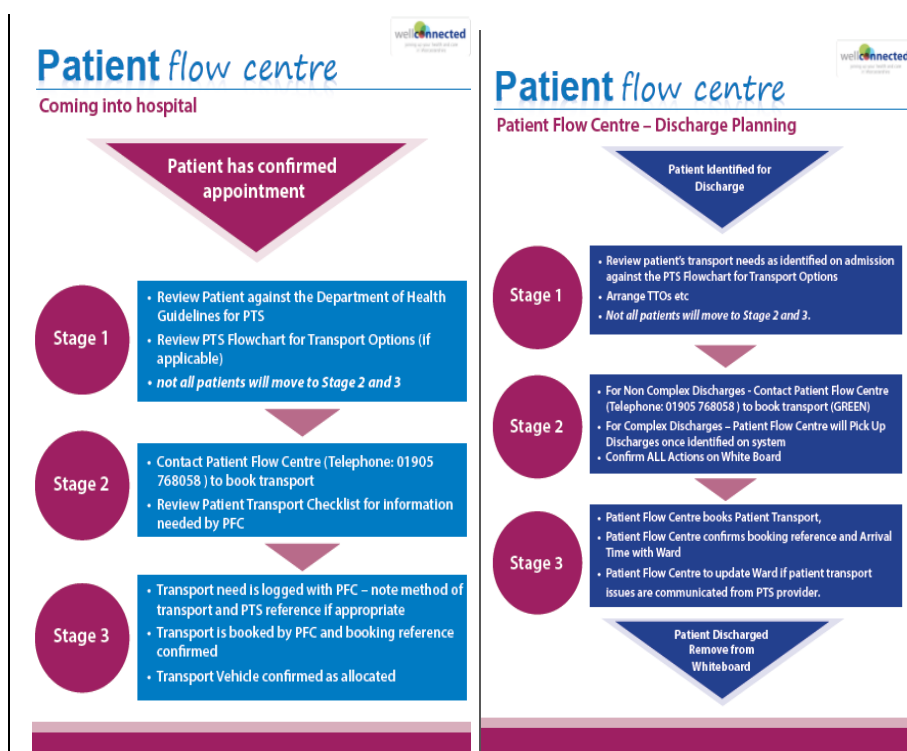 wellconnected
Patient flow centre
Coming into hospital
Patient has confirmed
appointment
Stage 1
• Review Patient against the Department of Health
Guidelines for PTS
• Review PTS Flowchart for Transport Options (if
applicable)
• not all patients will move to Stage 2 and 3
Stage 2
• Contact Patient Flow Centre (Telephone: 01905
768058 ) to book transport
• Review Patient Transport Checklist for information
needed by PFC
Stage 3
• Transport need is logged with PFC – note method of
transport and PTS reference if appropriate
• Transport is booked by PFC and booking reference
confirmed
• Transport Vehicle confirmed as allocated
wellconnected
Patient flow centre
Patient Flow Centre – Discharge Planning
Patient Identified for
Discharge
Stage 1
• Review patient's transport needs as identified on admission
against the PTS Flowchart for Transport Options
• Arrange TTOs etc
• Not all patients will move to Stage 2 and 3.
Stage 2
• For Non Complex Discharges - Contact Patient Flow Centre
(Telephone: 01905 768058 ) to book transport (GREEN)
• For Complex Discharges – Patient Flow Centre will Pick Up
Discharges once identified on system
• Confirm ALL Actions on White Board
Stage 3
• Patient Flow Centre books Patient Transport,
• Patient Flow Centre confirms booking reference and Arrival
Time with Ward
• Patient Flow Centre to update Ward if patient transport
issues are communicated from PTS provider.
Patient Discharged
Remove from
Whiteboard